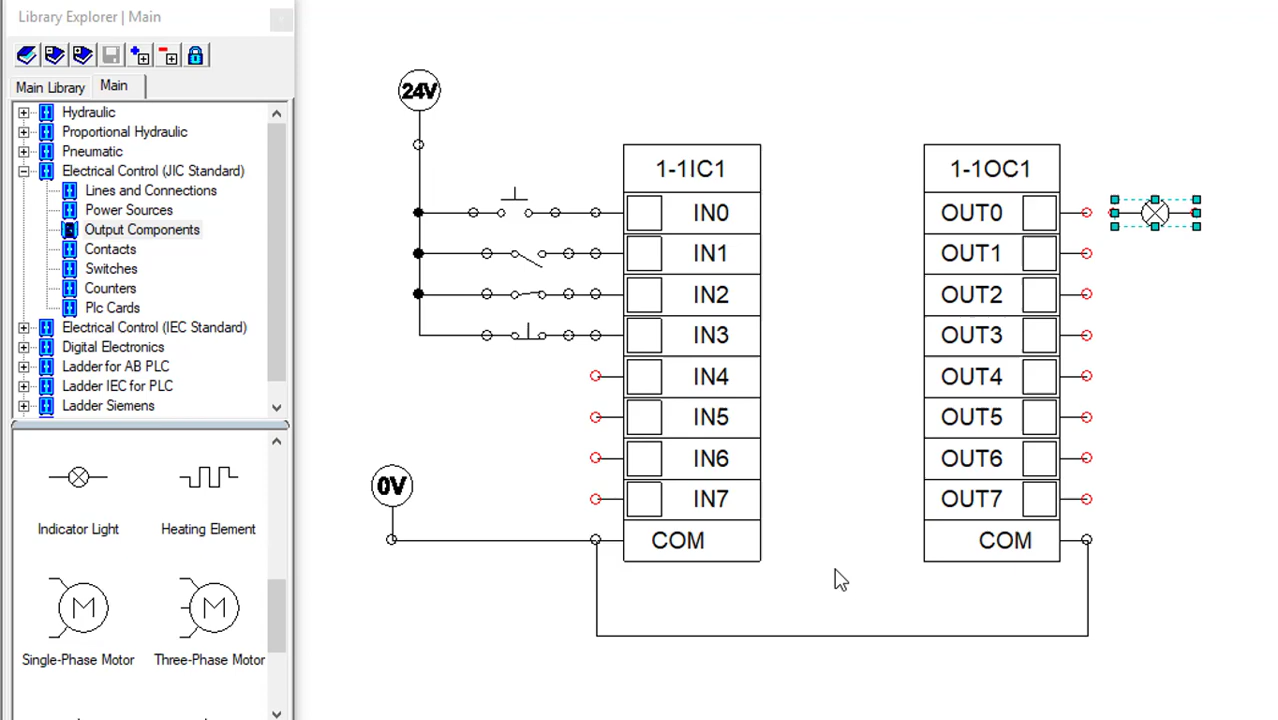 Library Explorer | Main
Main Library
Main
Hydraulic
Proportional Hydraulic
Pneumatic
Electrical Control (JIC Standard)
Lines and Connections
Power Sources
Output Components
Contacts
Switches
Counters
Plc Cards
Electrical Control (IEC Standard)
Digital Electronics
Ladder for AB PLC
Ladder IEC for PLC
Ladder Siemens
Indicator Light
Heating Element
M
M
Single-Phase Motor
Three-Phase Motor
24V
0V
1-1IC1
IN0
IN1
IN2
IN3
IN4
IN5
IN6
IN7
COM
1-1OC1
OUT0
OUT1
OUT2
OUT3
OUT4
OUT5
OUT6
OUT7
COM